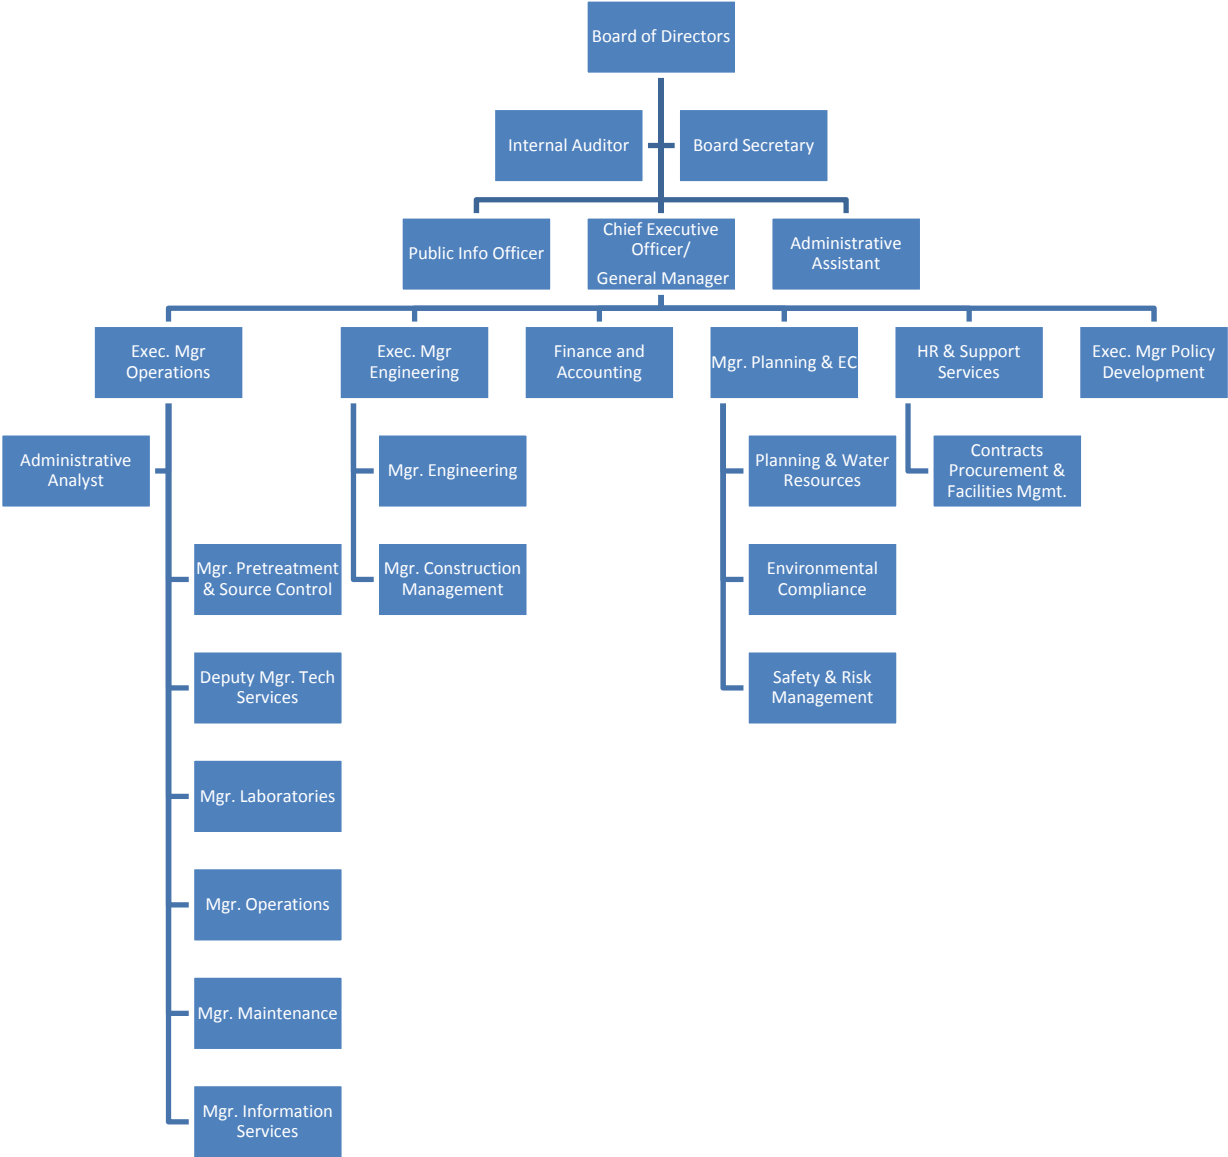 Board of Directors
Internal Auditor
Board Secretary
Public Info Officer
Chief Executive
Officer/
General Manager
Administrative
Assistant
Exec. Mgr
Operations
Exec. Mgr
Engineering
Finance and
Accounting
Mgr. Planning & EC
HR & Support
Services
Exec. Mgr Policy
Development
Administrative
Analyst
Mgr. Engineering
Planning & Water
Resources
Contracts
Procurement &
Facilities Mgmt.
Mgr. Pretreatment
& Source Control
Mgr. Construction
Management
Environmental
Compliance
Deputy Mgr. Tech
Services
Safety & Risk
Management
Mgr. Laboratories
Mgr. Operations
Mgr. Maintenance
Mgr. Information
Services